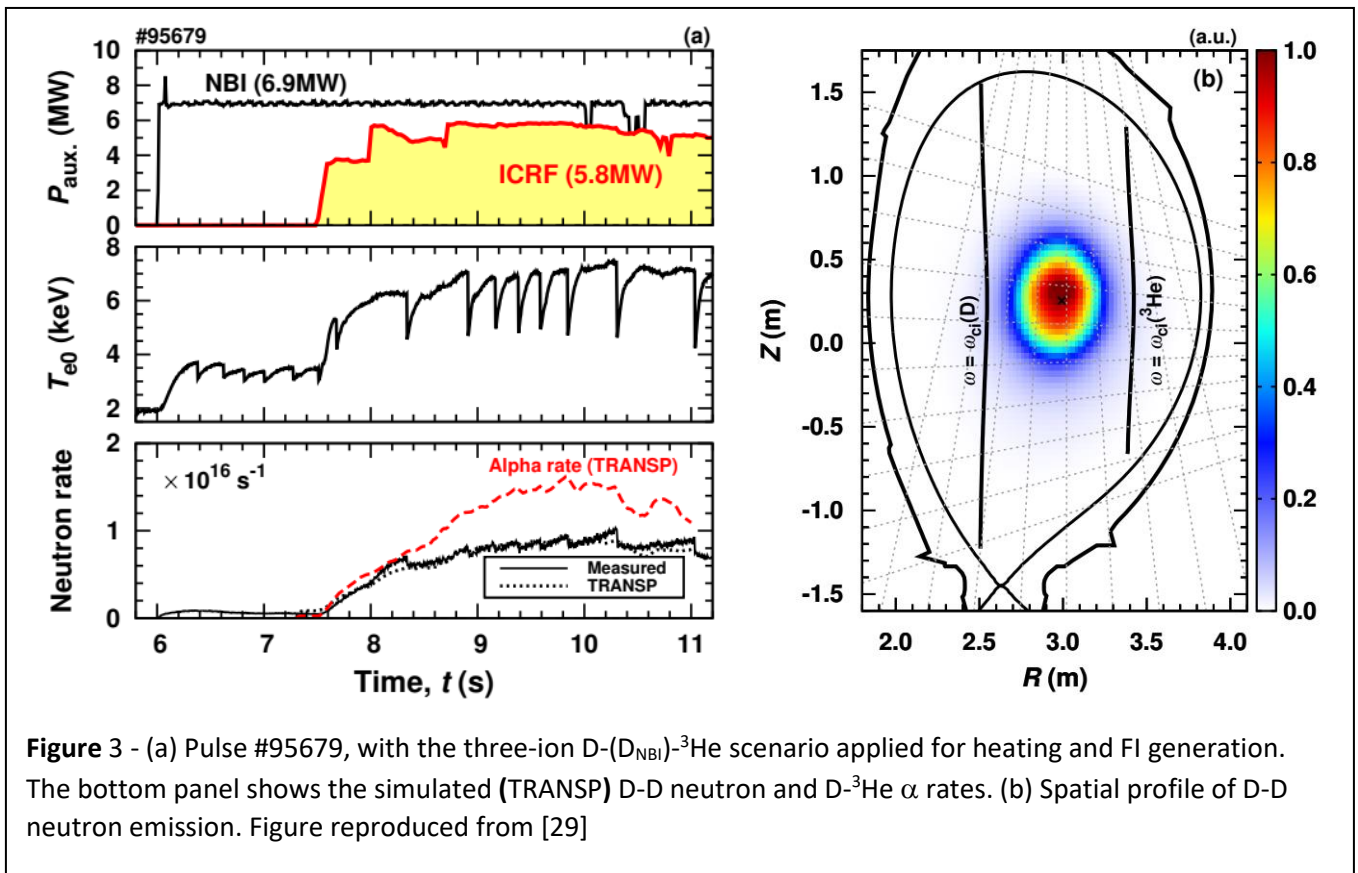 #95679
(a)
10
8
6
4
2
0
P aux. (MW)
NBI (6.9MW)
ICRF (5.8MW)
8
6
4
2
T e0 (keV)
2
1
0
Neutron rate
× 10^16 s^-1
Alpha rate (TRANSP)
Measured
TRANSP
6 7 8 9 10 11
Time, t (s)
(a.u.)
(b)
1.5
1.0
0.5
0.0
-0.5
-1.0
-1.5
Z (m)
ω = ω_ci(D)
ω = ω_ci(³He)
2.0 2.5 3.0 3.5 4.0
R (m)
1.0
0.8
0.6
0.4
0.2
0.0
Figure 3 - (a) Pulse #95679, with the three-ion D-(D_NBI)-³He scenario applied for heating and FI generation.
The bottom panel shows the simulated (TRANSP) D-D neutron and D-³He α rates. (b) Spatial profile of D-D
neutron emission. Figure reproduced from [29]